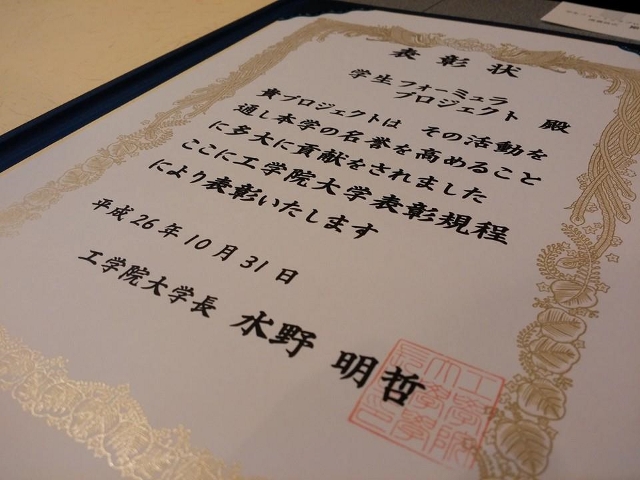 表彰状
学生フォーミュラ
プロジェクト 殿
貴プロジェクトは その活動を
通し本学の名誉を高めること
に多大に貢献をされました
ここに工学院大学表彰規程
により表彰いたします
平成26年10月31日
工学院大学長 水野 明哲